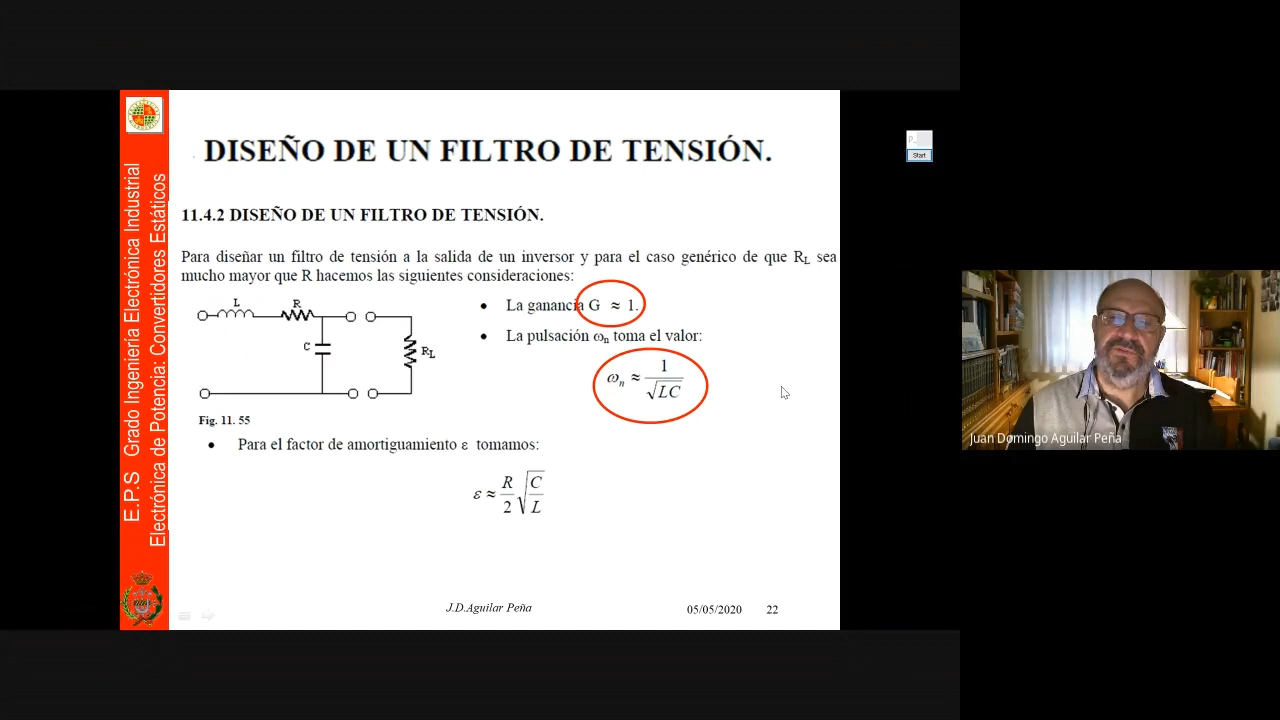 DISEÑO DE UN FILTRO DE TENSIÓN.
11.4.2 DISEÑO DE UN FILTRO DE TENSIÓN.
Para diseñar un filtro de tensión a la salida de un inversor y para el caso genérico de que R_L sea
mucho mayor que R hacemos las siguientes consideraciones:
L
R
C
R_L
Fig. 11. 55
• La ganancia G ≈ 1.
• La pulsación ω_n toma el valor:
ω_n ≈ 1/√LC
• Para el factor de amortiguamiento ε tomamos:
ε ≈ R/2 √C/L
J.D.Aguilar Peña
05/05/2020
22
E.P.S Grado Ingeniería Electrónica Industrial
Electrónica de Potencia: Convertidores Estáticos
Start
Juan Domingo Aguilar Peña